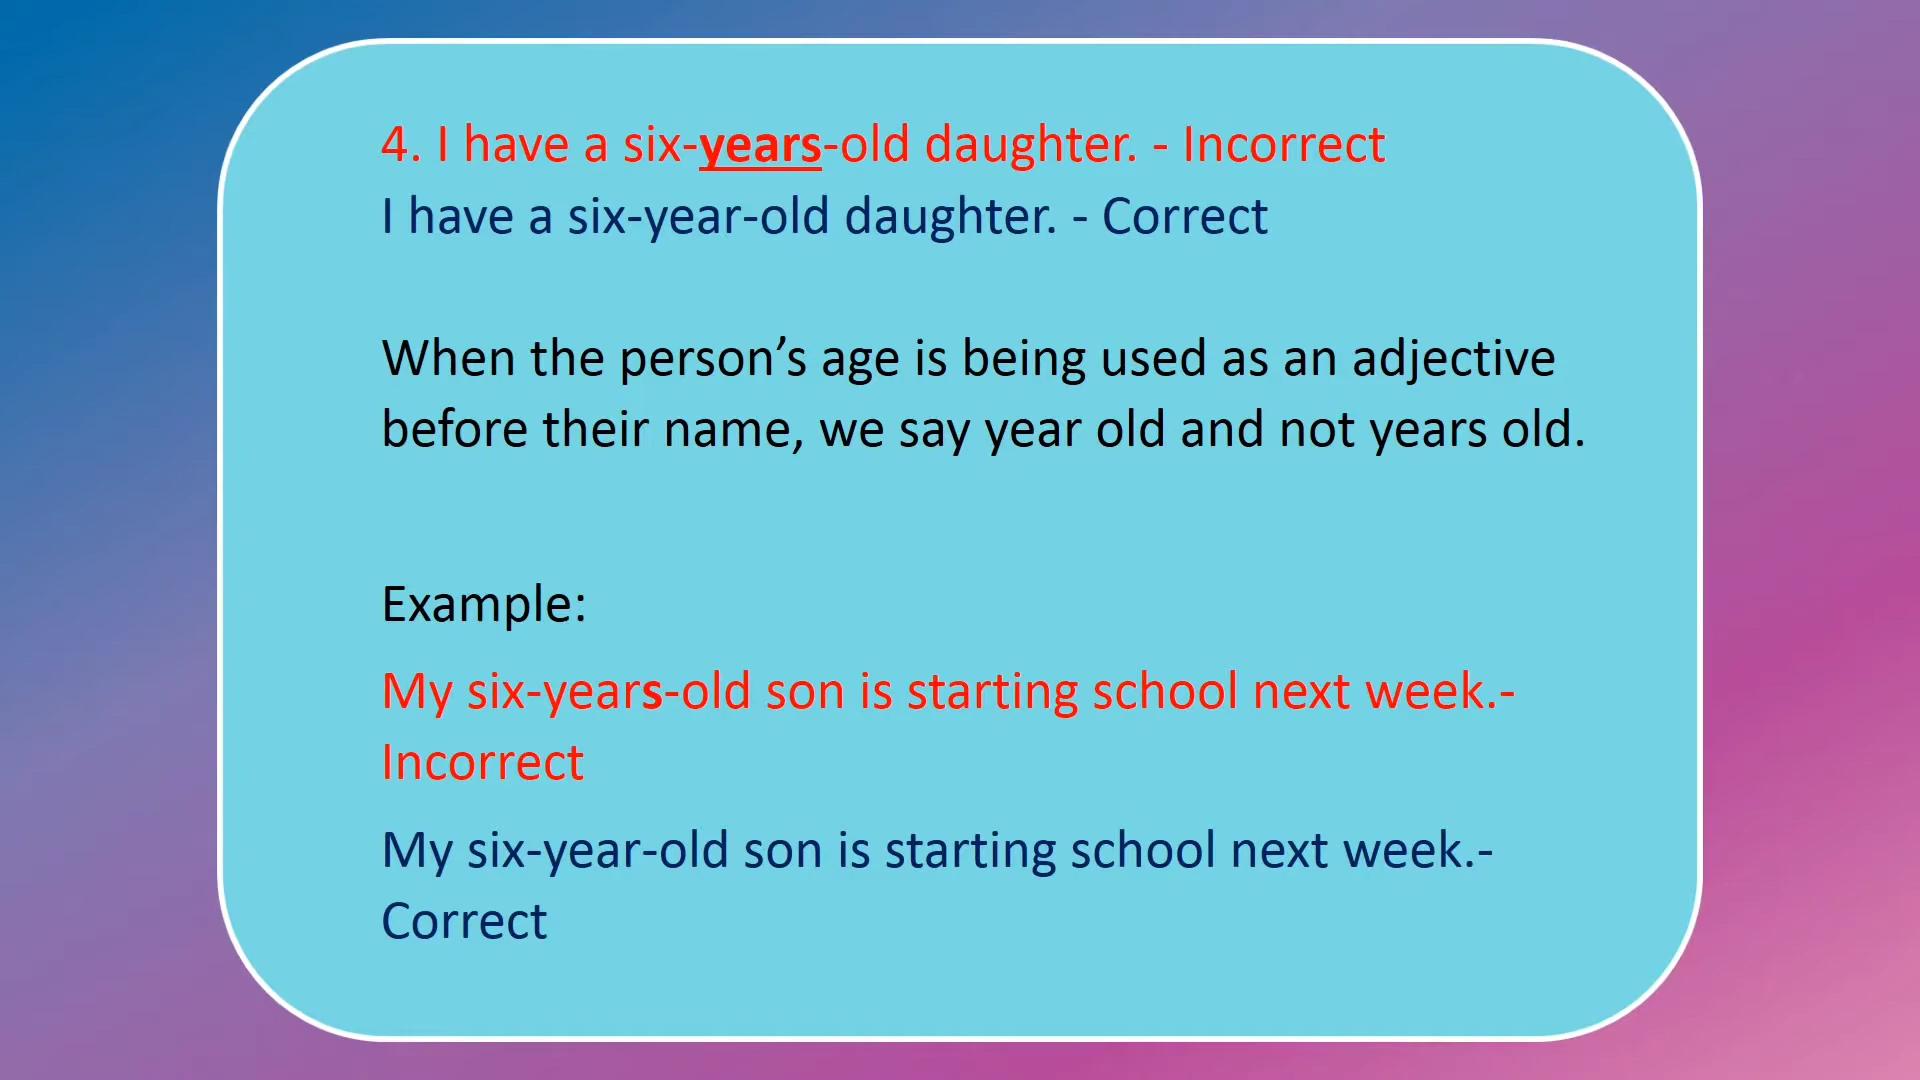 4. I have a six-years-old daughter. - Incorrect
I have a six-year-old daughter. - Correct
When the person’s age is being used as an adjective
before their name, we say year old and not years old.
Example:
My six-years-old son is starting school next week.-
Incorrect
My six-year-old son is starting school next week.-
Correct